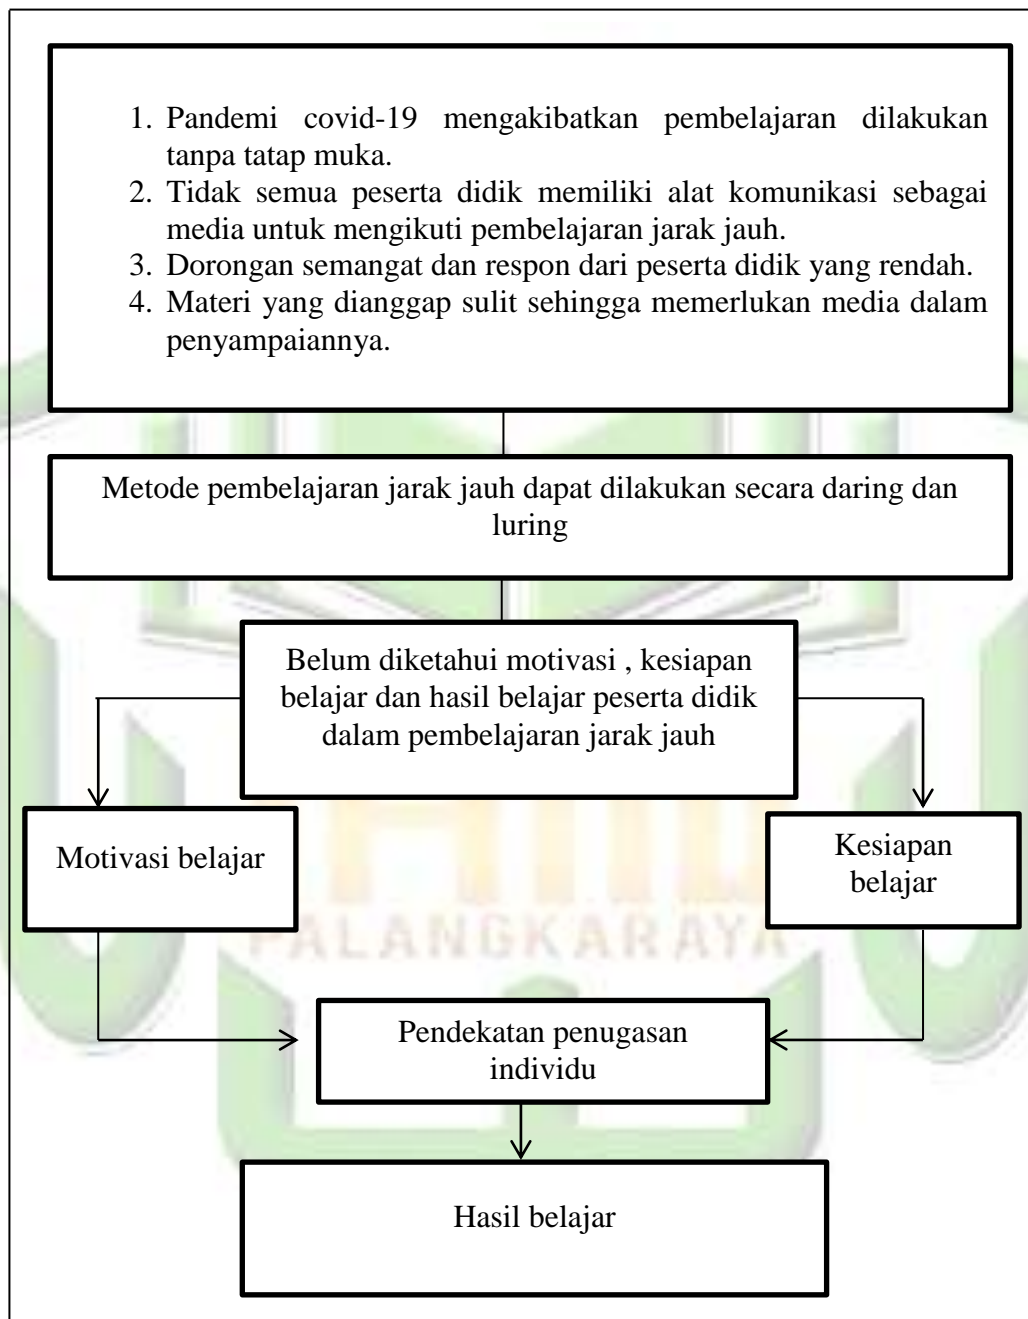 1. Pandemi covid-19 mengakibatkan pembelajaran dilakukan
tanpa tatap muka.
2. Tidak semua peserta didik memiliki alat komunikasi sebagai
media untuk mengikuti pembelajaran jarak jauh.
3. Dorongan semangat dan respon dari peserta didik yang rendah.
4. Materi yang dianggap sulit sehingga memerlukan media dalam
penyampaiannya.
Metode pembelajaran jarak jauh dapat dilakukan secara daring dan
luring
Belum diketahui motivasi , kesiapan
belajar dan hasil belajar peserta didik
dalam pembelajaran jarak jauh
Motivasi belajar
Kesiapan
belajar
PALANGKARAYA
Pendekatan penugasan
individu
Hasil belajar